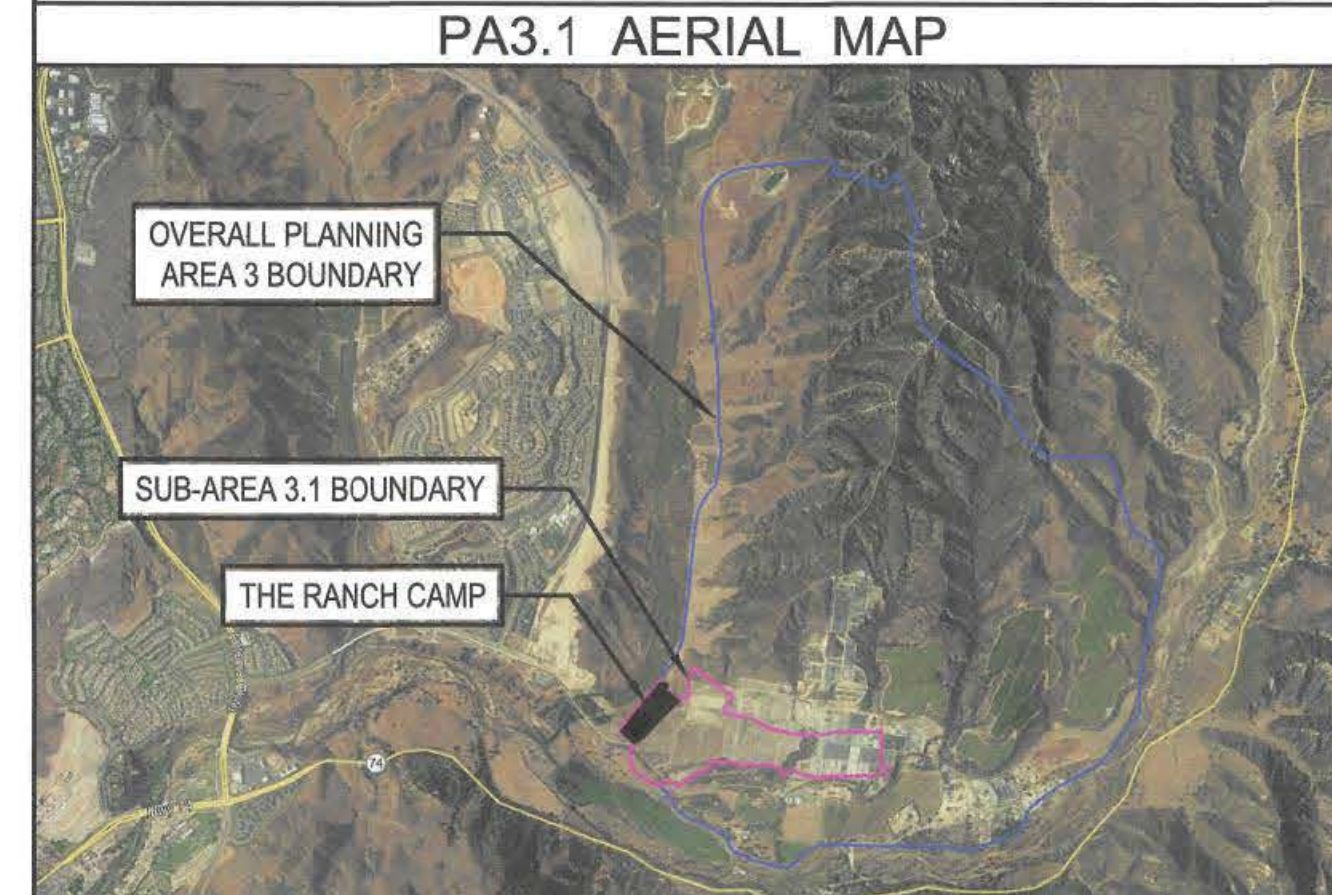 PA3.1 AERIAL MAP
OVERALL PLANNING
AREA 3 BOUNDARY
SUB-AREA 3.1 BOUNDARY
THE RANCH CAMP
74